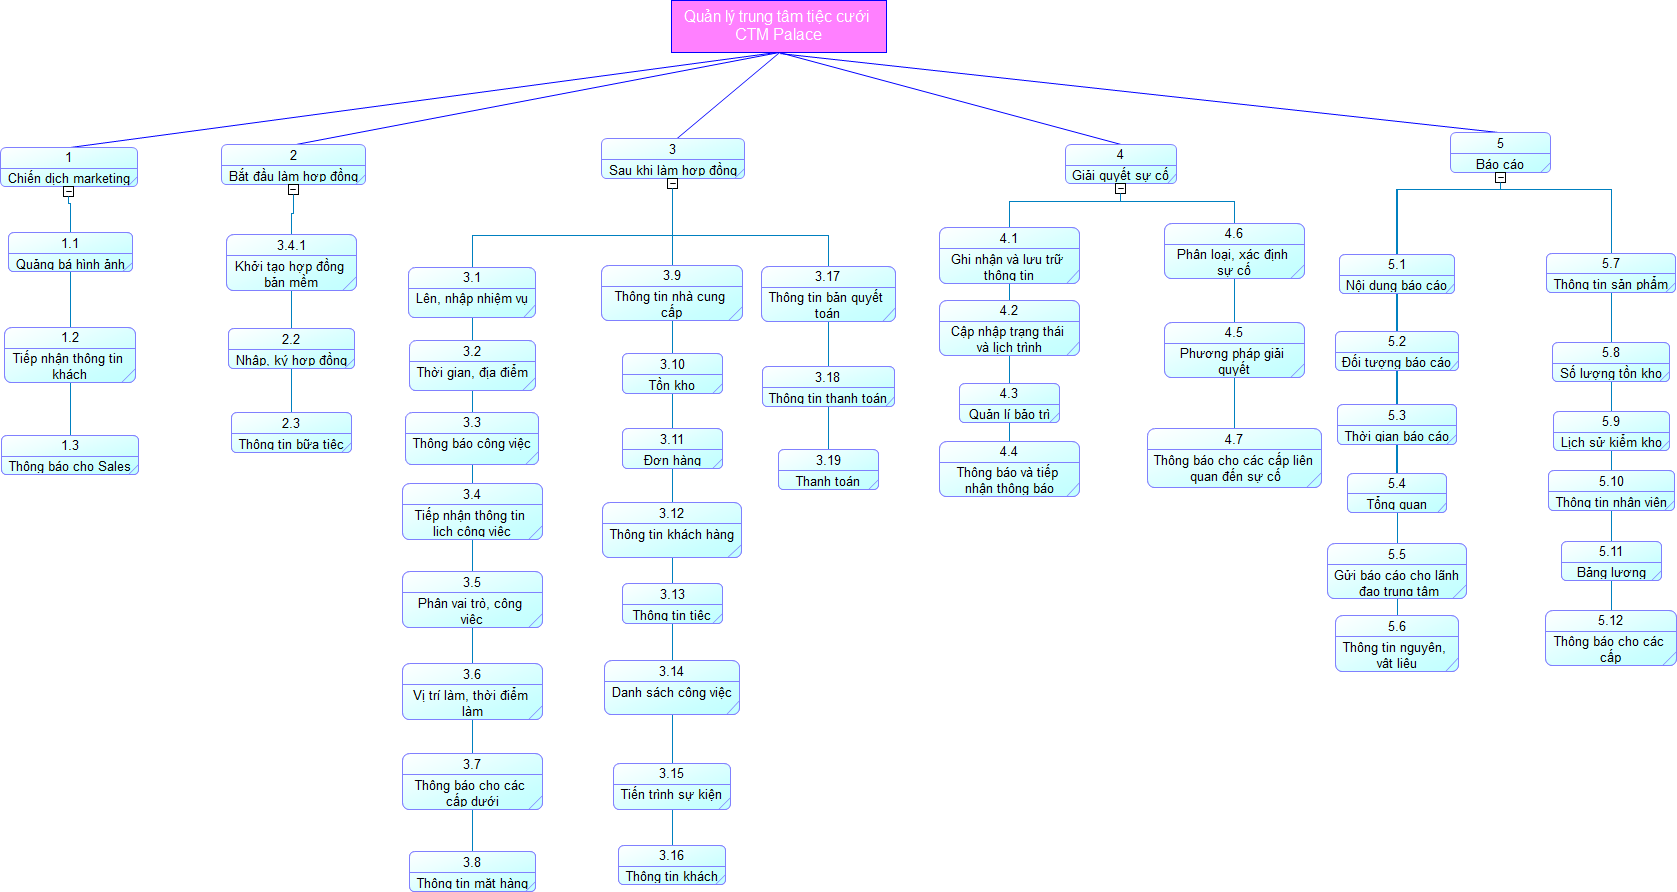 Quản lý trung tâm tiệc cưới
CTM Palace
1
Chiến dịch marketing
1.1
Quảng bá hình ảnh
1.2
Tiếp nhận thông tin
khách
1.3
Thông báo cho Sales
2
Bắt đầu làm hợp đồng
3.4.1
Khởi tạo hợp đồng
bản mềm
2.2
Nhập, ký hợp đồng
2.3
Thông tin bữa tiệc
3
Sau khi làm hợp đồng
3.1
Lên, nhập nhiệm vụ
3.2
Thời gian, địa điểm
3.3
Thông báo công việc
3.4
Tiếp nhận thông tin
lịch công việc
3.5
Phân vai trò, công
việc
3.6
Vị trí làm, thời điểm
làm
3.7
Thông báo cho các
cấp dưới
3.8
Thông tin mặt hàng
3.9
Thông tin nhà cung
cấp
3.10
Tồn kho
3.11
Đơn hàng
3.12
Thông tin khách hàng
3.13
Thông tin tiệc
3.14
Danh sách công việc
3.15
Tiến trình sự kiện
3.16
Thông tin khách
3.17
Thông tin bản quyết
toán
3.18
Thông tin thanh toán
3.19
Thanh toán
4
Giải quyết sự cố
4.1
Ghi nhận và lưu trữ
thông tin
4.2
Cập nhập trạng thái
và lịch trình
4.3
Quản lí bảo trì
4.4
Thông báo và tiếp
nhận thông báo
4.6
Phân loại, xác định
sự cố
4.5
Phương pháp giải
quyết
4.7
Thông báo cho các cấp liên
quan đến sự cố
5
Báo cáo
5.1
Nội dung báo cáo
5.2
Đối tượng báo cáo
5.3
Thời gian báo cáo
5.4
Tổng quan
5.5
Gửi báo cáo cho lãnh
đạo trung tâm
5.6
Thông tin nguyên,
vật liệu
5.7
Thông tin sản phẩm
5.8
Số lượng tồn kho
5.9
Lịch sử kiểm kho
5.10
Thông tin nhân viên
5.11
Bảng lương
5.12
Thông báo cho các
cấp